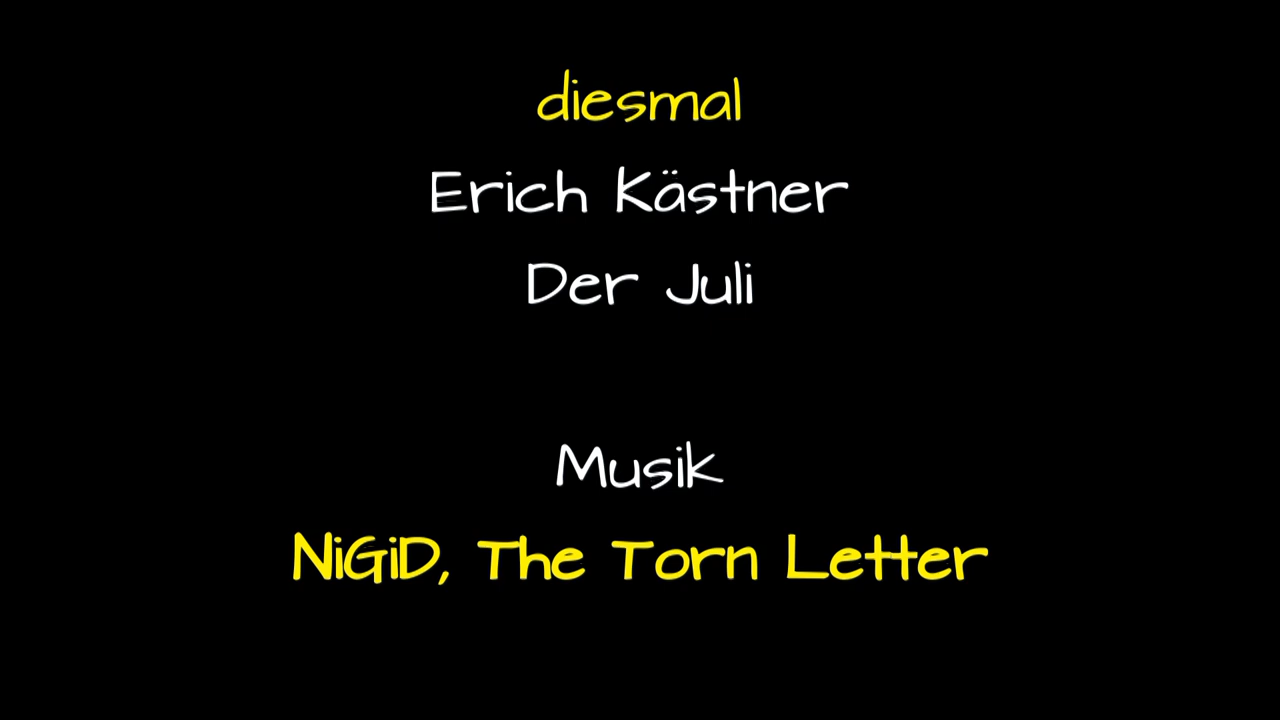 diesmal
Erich Kästner
Der Juli
Musik
NiGiD, The Torn Letter